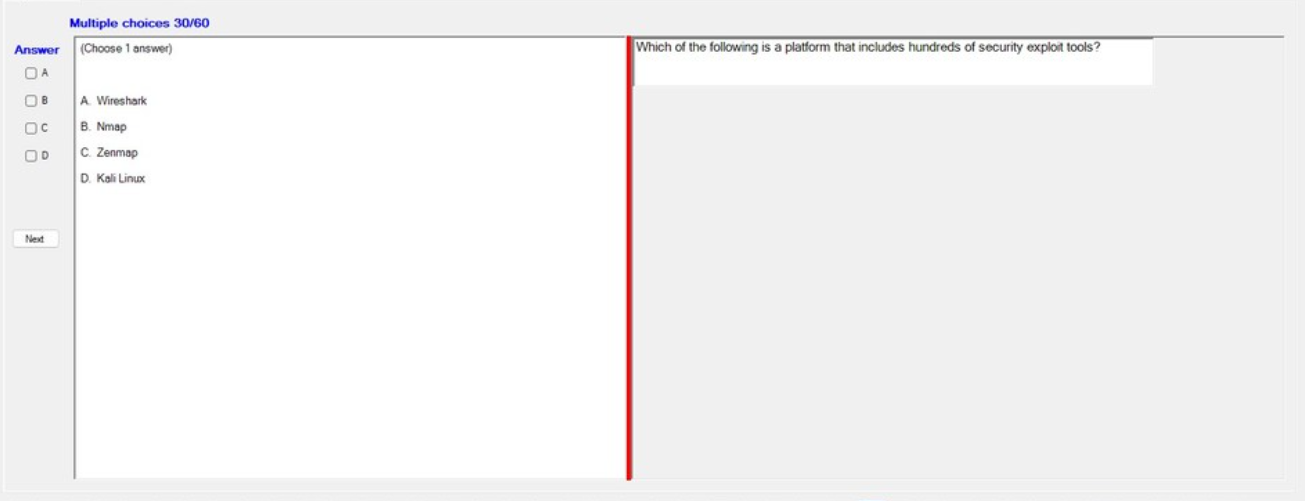 Multiple choices 30/60
Answer
(Choose 1 answer)
Which of the following is a platform that includes hundreds of security exploit tools?
A
B
C
D
A. Wireshark
B. Nmap
C. Zenmap
D. Kali Linux
Next